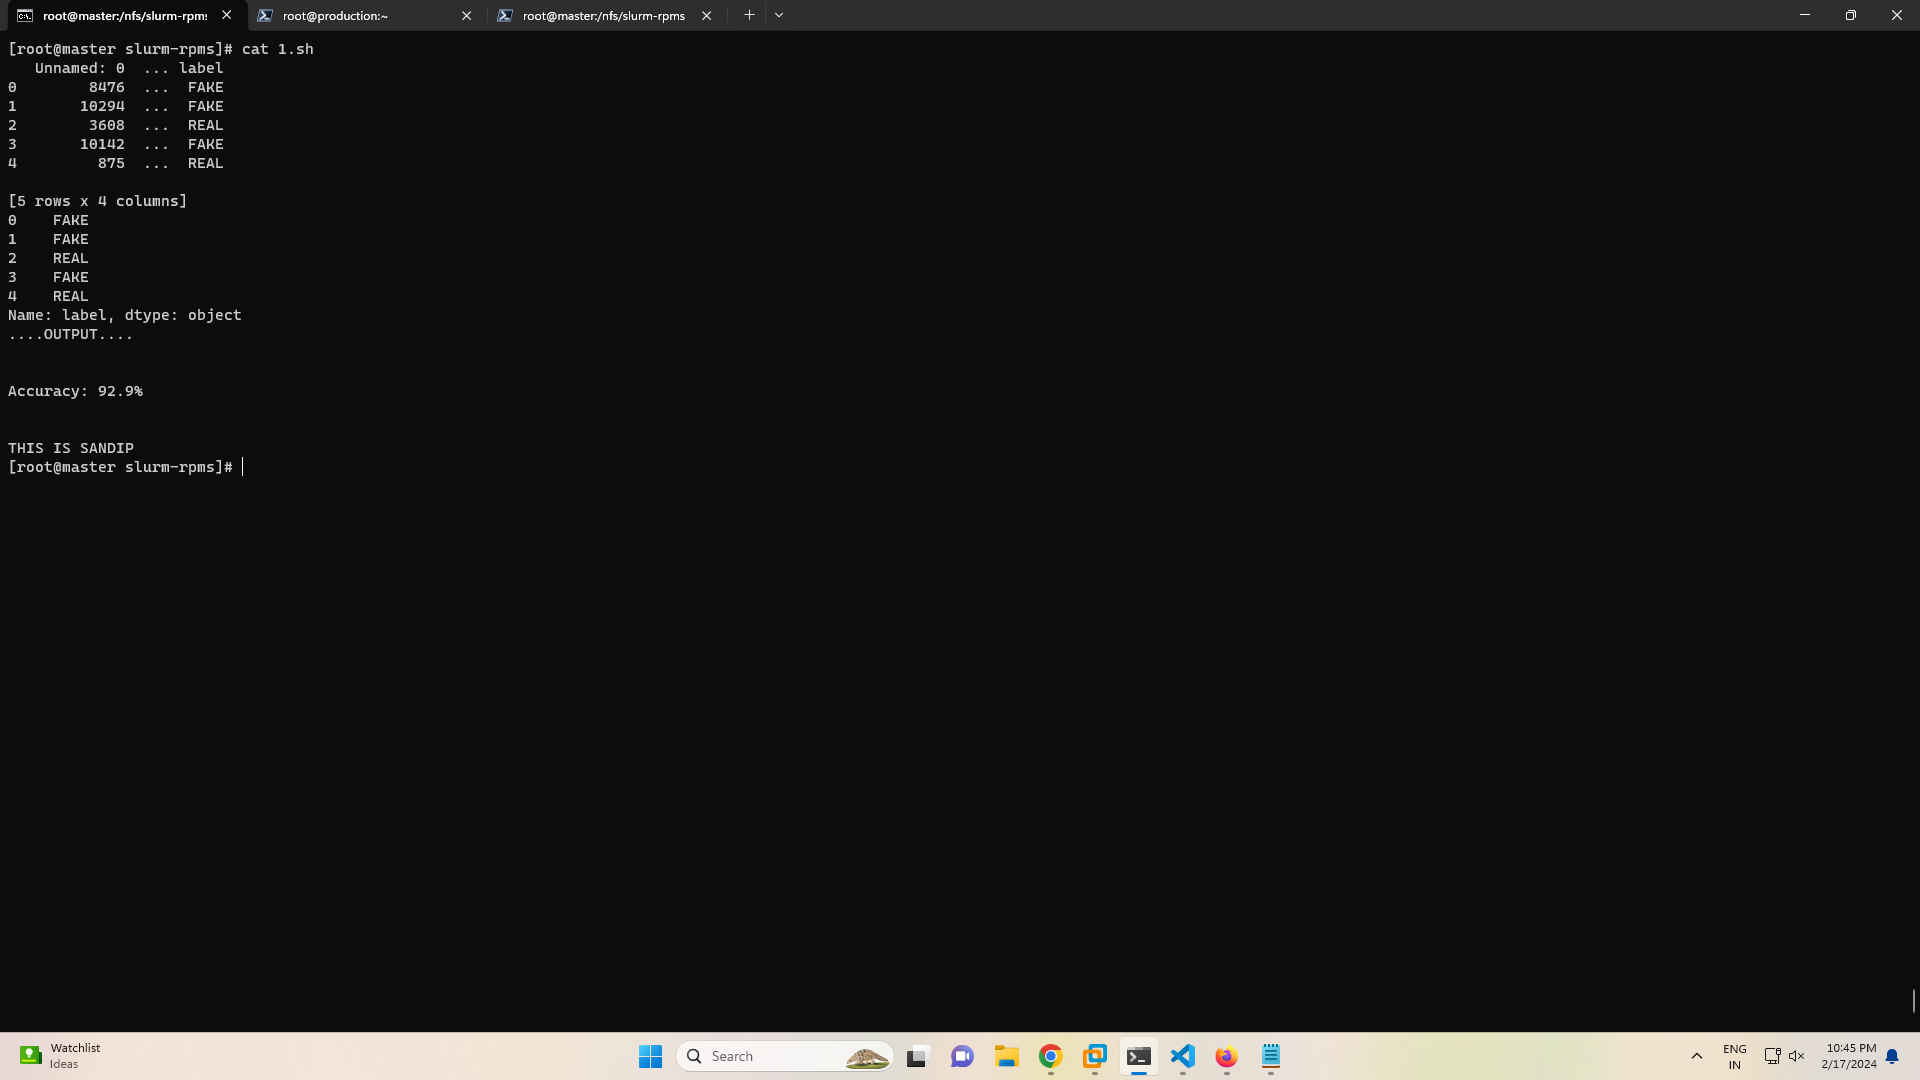 root@master:/nfs/slurm-rpms
root@production:~
root@master:/nfs/slurm-rpms
[root@master slurm-rpms]# cat 1.sh
   Unnamed: 0  ... label
0        8476  ...  FAKE
1       10294  ...  FAKE
2        3608  ...  REAL
3       10142  ...  FAKE
4         875  ...  REAL
[5 rows x 4 columns]
0    FAKE
1    FAKE
2    REAL
3    FAKE
4    REAL
Name: label, dtype: object
....OUTPUT....
Accuracy: 92.9%
THIS IS SANDIP
[root@master slurm-rpms]#
Watchlist
Ideas
Search
ENG
IN
10:45 PM
2/17/2024